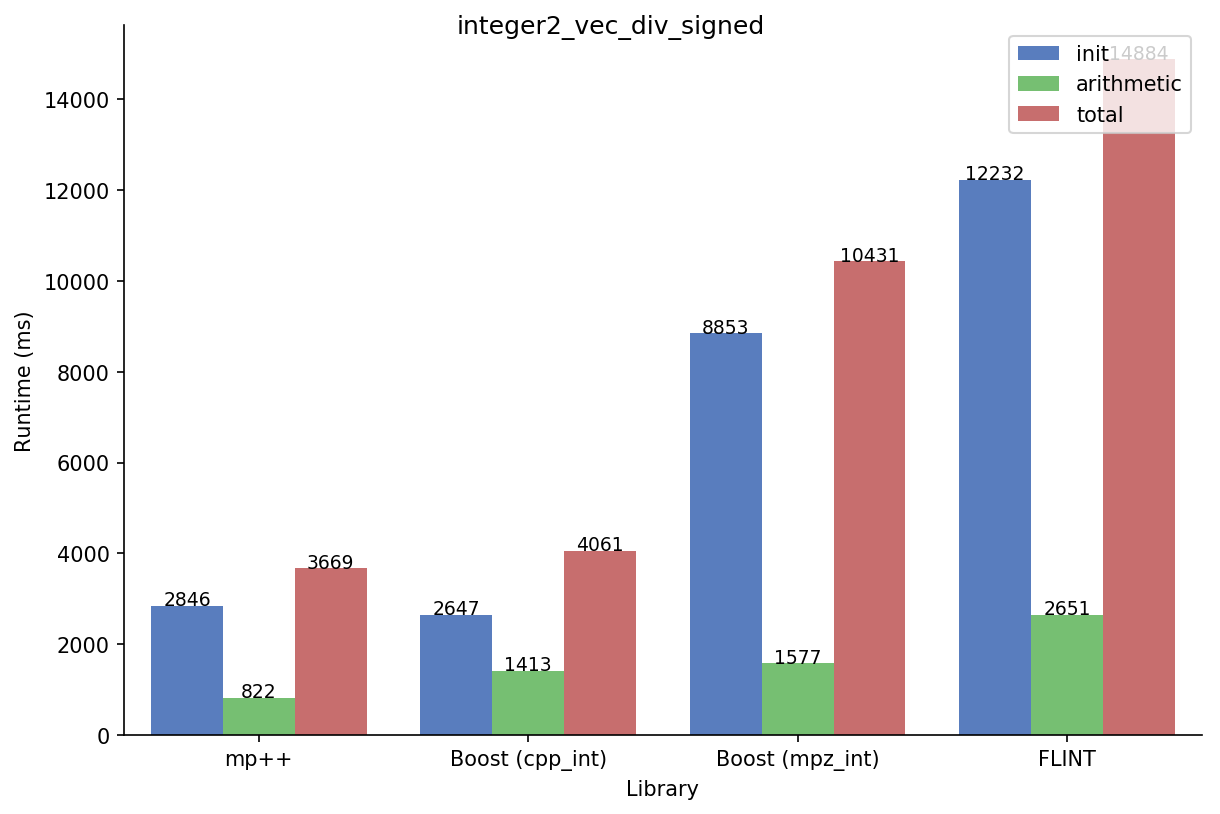 integer2_vec_div_signed
init
arithmetic
total
14884
14000
12000
10000
8000
6000
4000
2000
0
Runtime (ms)
2846
822
3669
2647
1413
4061
8853
1577
10431
12232
2651
mp++
Boost (cpp_int)
Boost (mpz_int)
FLINT
Library